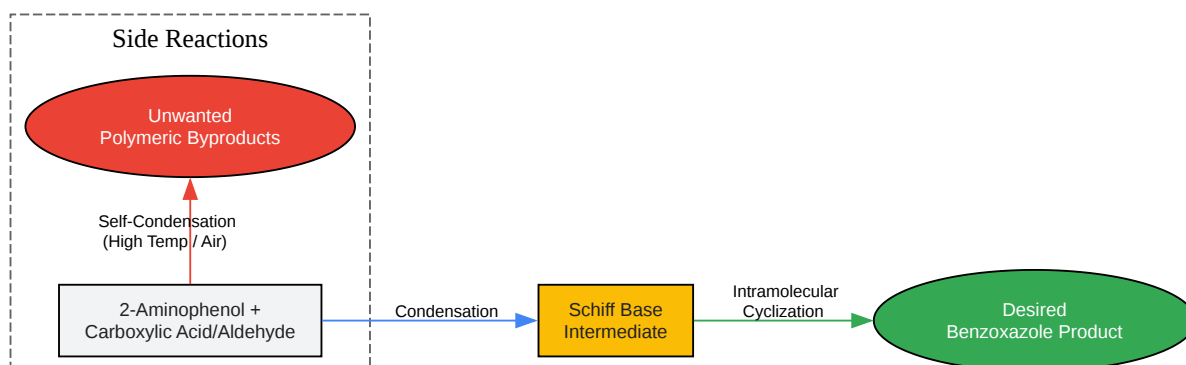 Side Reactions
Unwanted
Polymeric Byproducts
Self-Condensation
(High Temp / Air)
2-Aminophenol +
Carboxylic Acid/Aldehyde
Condensation
Schiff Base
Intermediate
Intramolecular
Cyclization
Desired
Benzoxazole Product